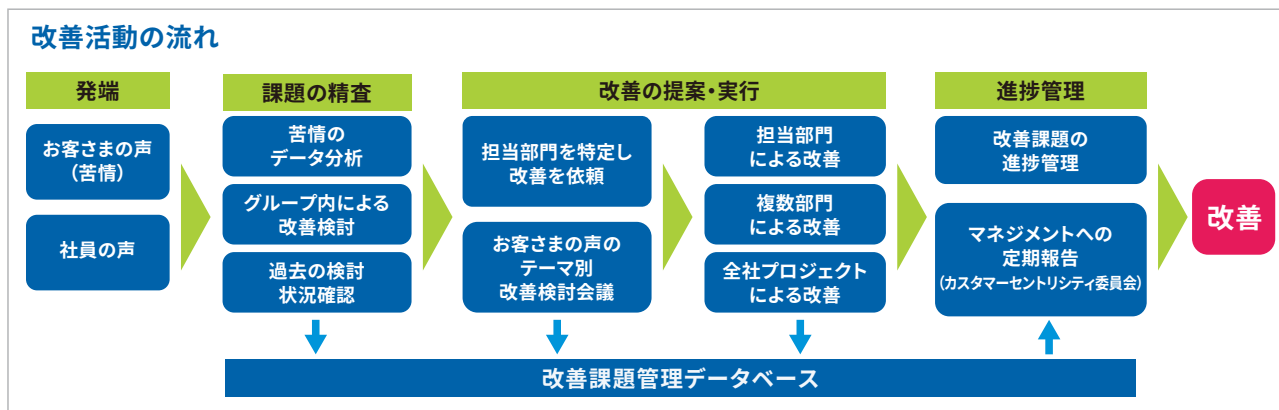 改善活動の流れ
発端
お客さまの声
（苦情）
社員の声
課題の精査
苦情の
データ分析
グループ内による
改善検討
過去の検討
状況確認
改善の提案・実行
担当部門を特定し
改善を依頼
お客さまの声の
テーマ別
改善検討会議
担当部門
による改善
複数部門
による改善
全社プロジェクト
による改善
進捗管理
改善課題の
進捗管理
マネジメントへの
定期報告
（カスタマーセントリシティ委員会）
改善
改善課題管理データベース